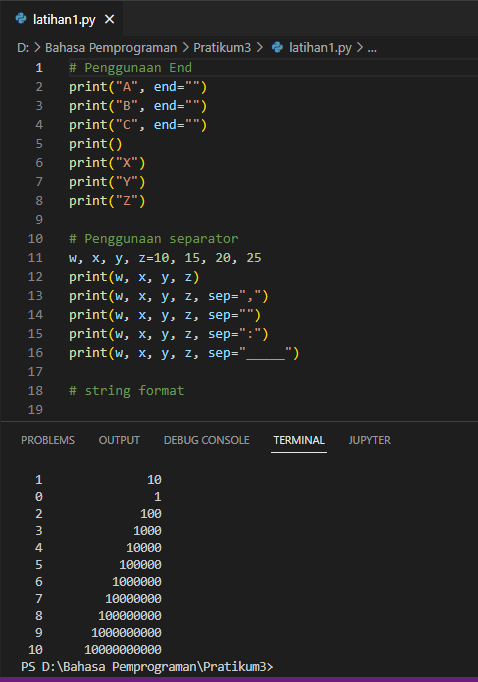 latihan1.py ×
D: > Bahasa Pemprograman > Pratikum3 > latihan1.py > ...
1 # Penggunaan End
2 print("A", end="")
3 print("B", end="")
4 print("C", end="")
5 print()
6 print("X")
7 print("Y")
8 print("Z")
9
10 # Penggunaan separator
11 w, x, y, z=10, 15, 20, 25
12 print(w, x, y, z)
13 print(w, x, y, z, sep=",")
14 print(w, x, y, z, sep="")
15 print(w, x, y, z, sep=":")
16 print(w, x, y, z, sep="_____")
17
18 # string format
19
PROBLEMS OUTPUT DEBUG CONSOLE TERMINAL JUPYTER
1 10
0 1
2 100
3 1000
4 10000
5 100000
6 1000000
7 10000000
8 100000000
9 1000000000
10 10000000000
PS D:\Bahasa Pemprograman\Pratikum3>